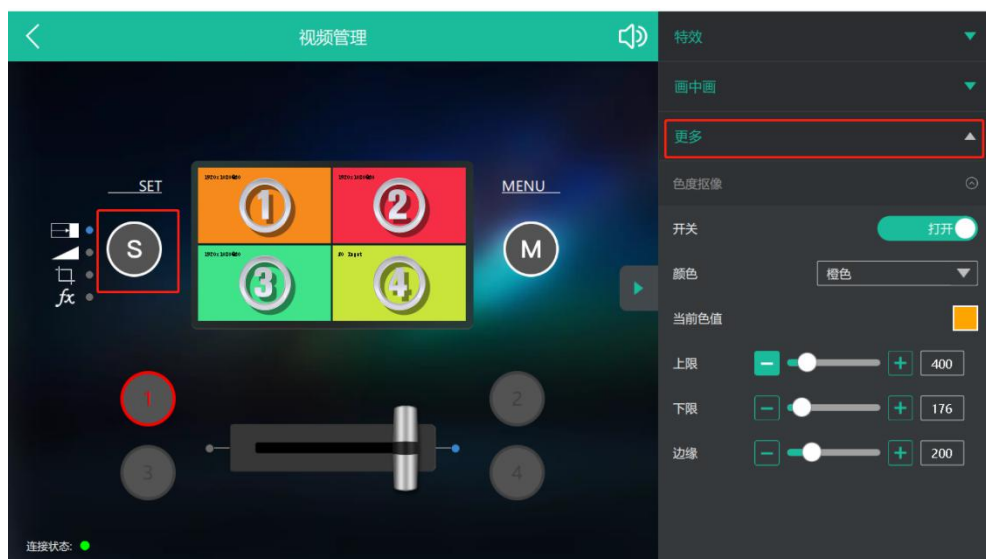 视频管理
SET
MENU
1920x1080@60
1920x1080@60
1
2
1920x1080@60
No Input
3
4
S
M
fx
1
2
3
4
连接状态:
特效
画中画
更多
色度抠像
开关
打开
颜色
橙色
当前色值
上限
400
下限
176
边缘
200